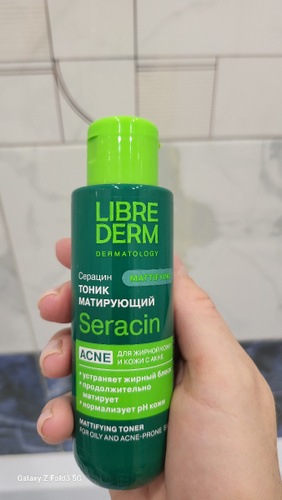 LIBRE
DERM
DERMATOLOGY
Серацин
MATTIFYING
ТОНИК
МАТИРУЮЩИЙ
Seracin
ACNE
ДЛЯ ЖИРНОЙ КОЖИ
И КОЖИ С АКНЕ
• устраняет жирный блеск
• продолжительно
матирует
• нормализует pH кожи
MATTIFYING TONER
FOR OILY AND ACNE-PRONE
Galaxy Z Fold3 5G